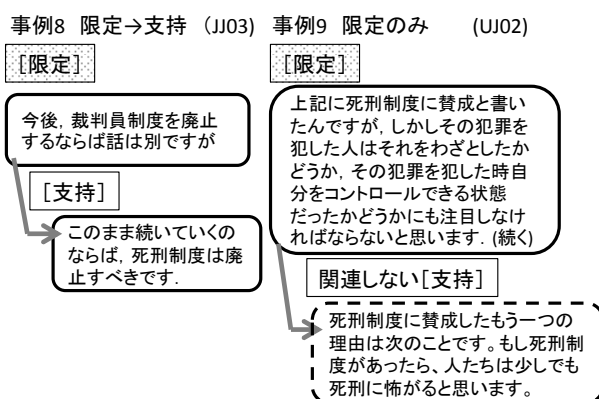 事例8 限定→支持 (JJ03)
[限定]
今後，裁判員制度を廃止
するならば話は別ですが
[支持]
このまま続いていくの
ならば，死刑制度は廃
止すべきです．
事例9 限定のみ (UJ02)
[限定]
上記に死刑制度に賛成と書い
たんですが，しかしその犯罪を
犯した人はそれをわざとしたか
どうか，その犯罪を犯した時自
分をコントロールできる状態
だったかどうかにも注目しなけ
ればならないと思います．(続く)
関連しない[支持]
死刑制度に賛成したもう一つの
理由は次のことです。もし死刑制
度があったら、人たちは少しでも
死刑に怖がると思います。